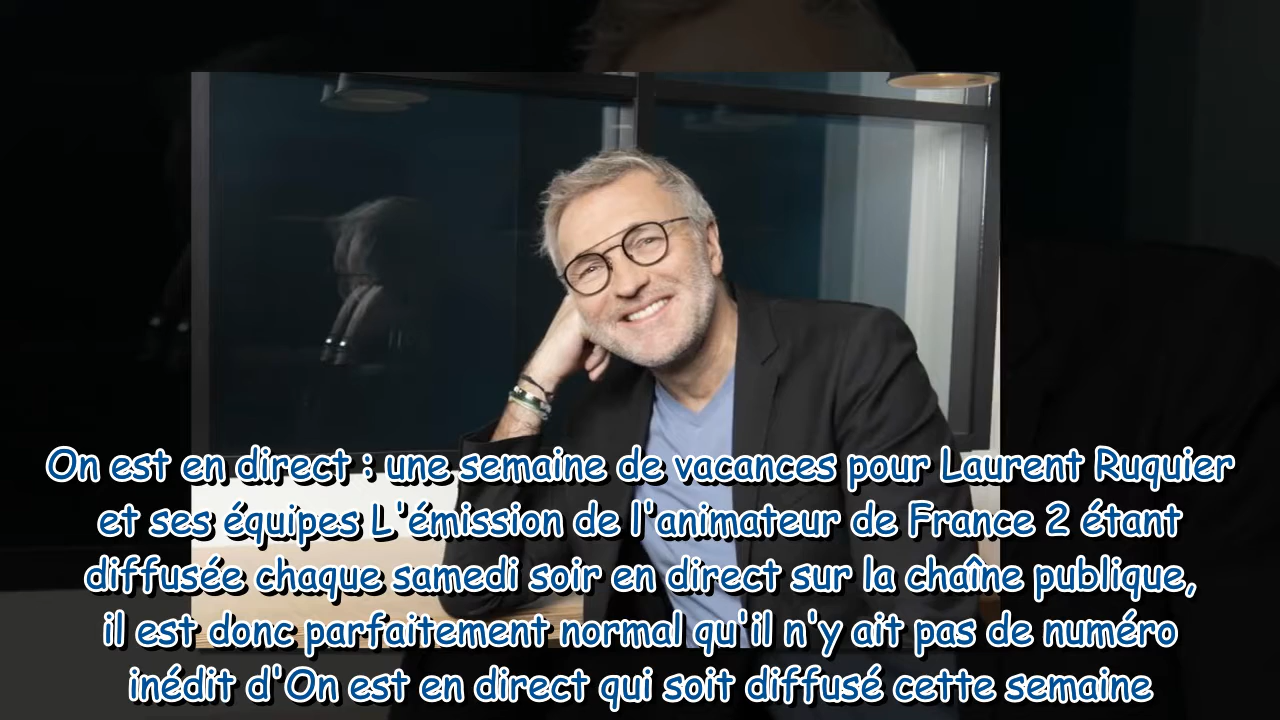 On est en direct : une semaine de vacances pour Laurent Ruquier
et ses équipes L'émission de l'animateur de France 2 étant
diffusée chaque samedi soir en direct sur la chaîne publique,
il est donc parfaitement normal qu'il n'y ait pas de numéro
inédit d'On est en direct qui soit diffusé cette semaine